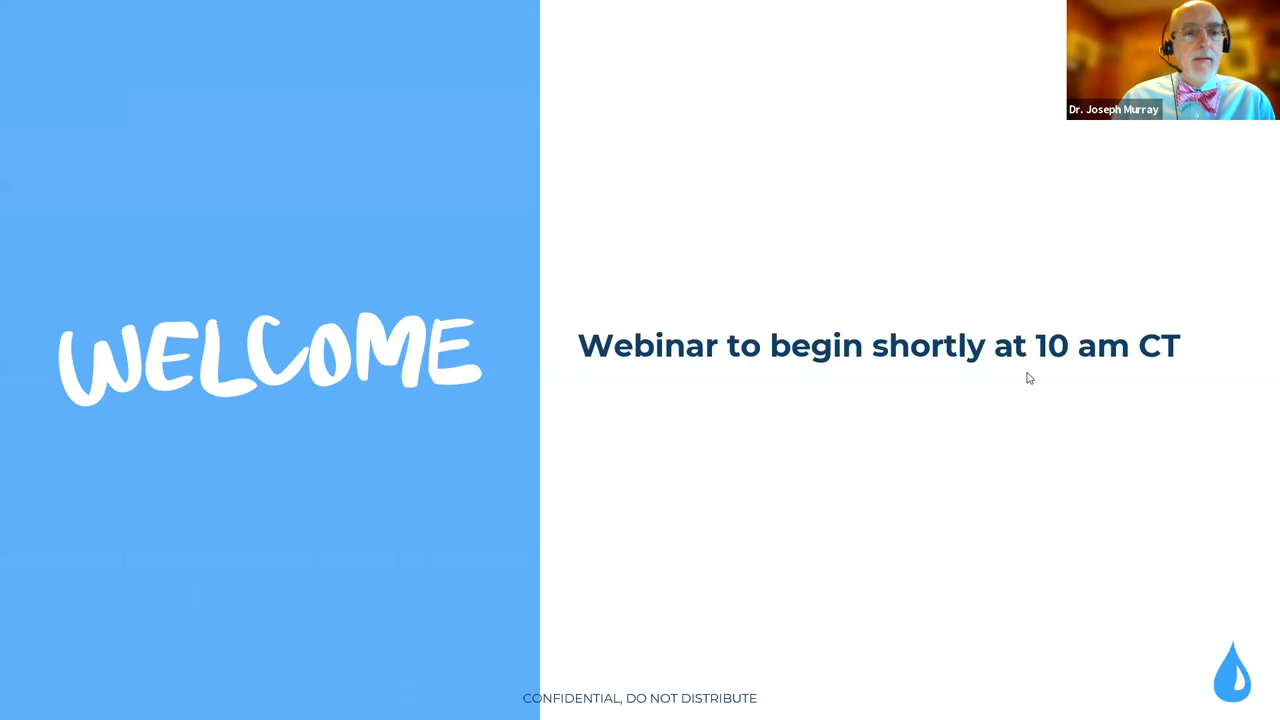 Dr. Joseph Murray
WELCOME
Webinar to begin shortly at 10 am CT
CONFIDENTIAL, DO NOT DISTRIBUTE